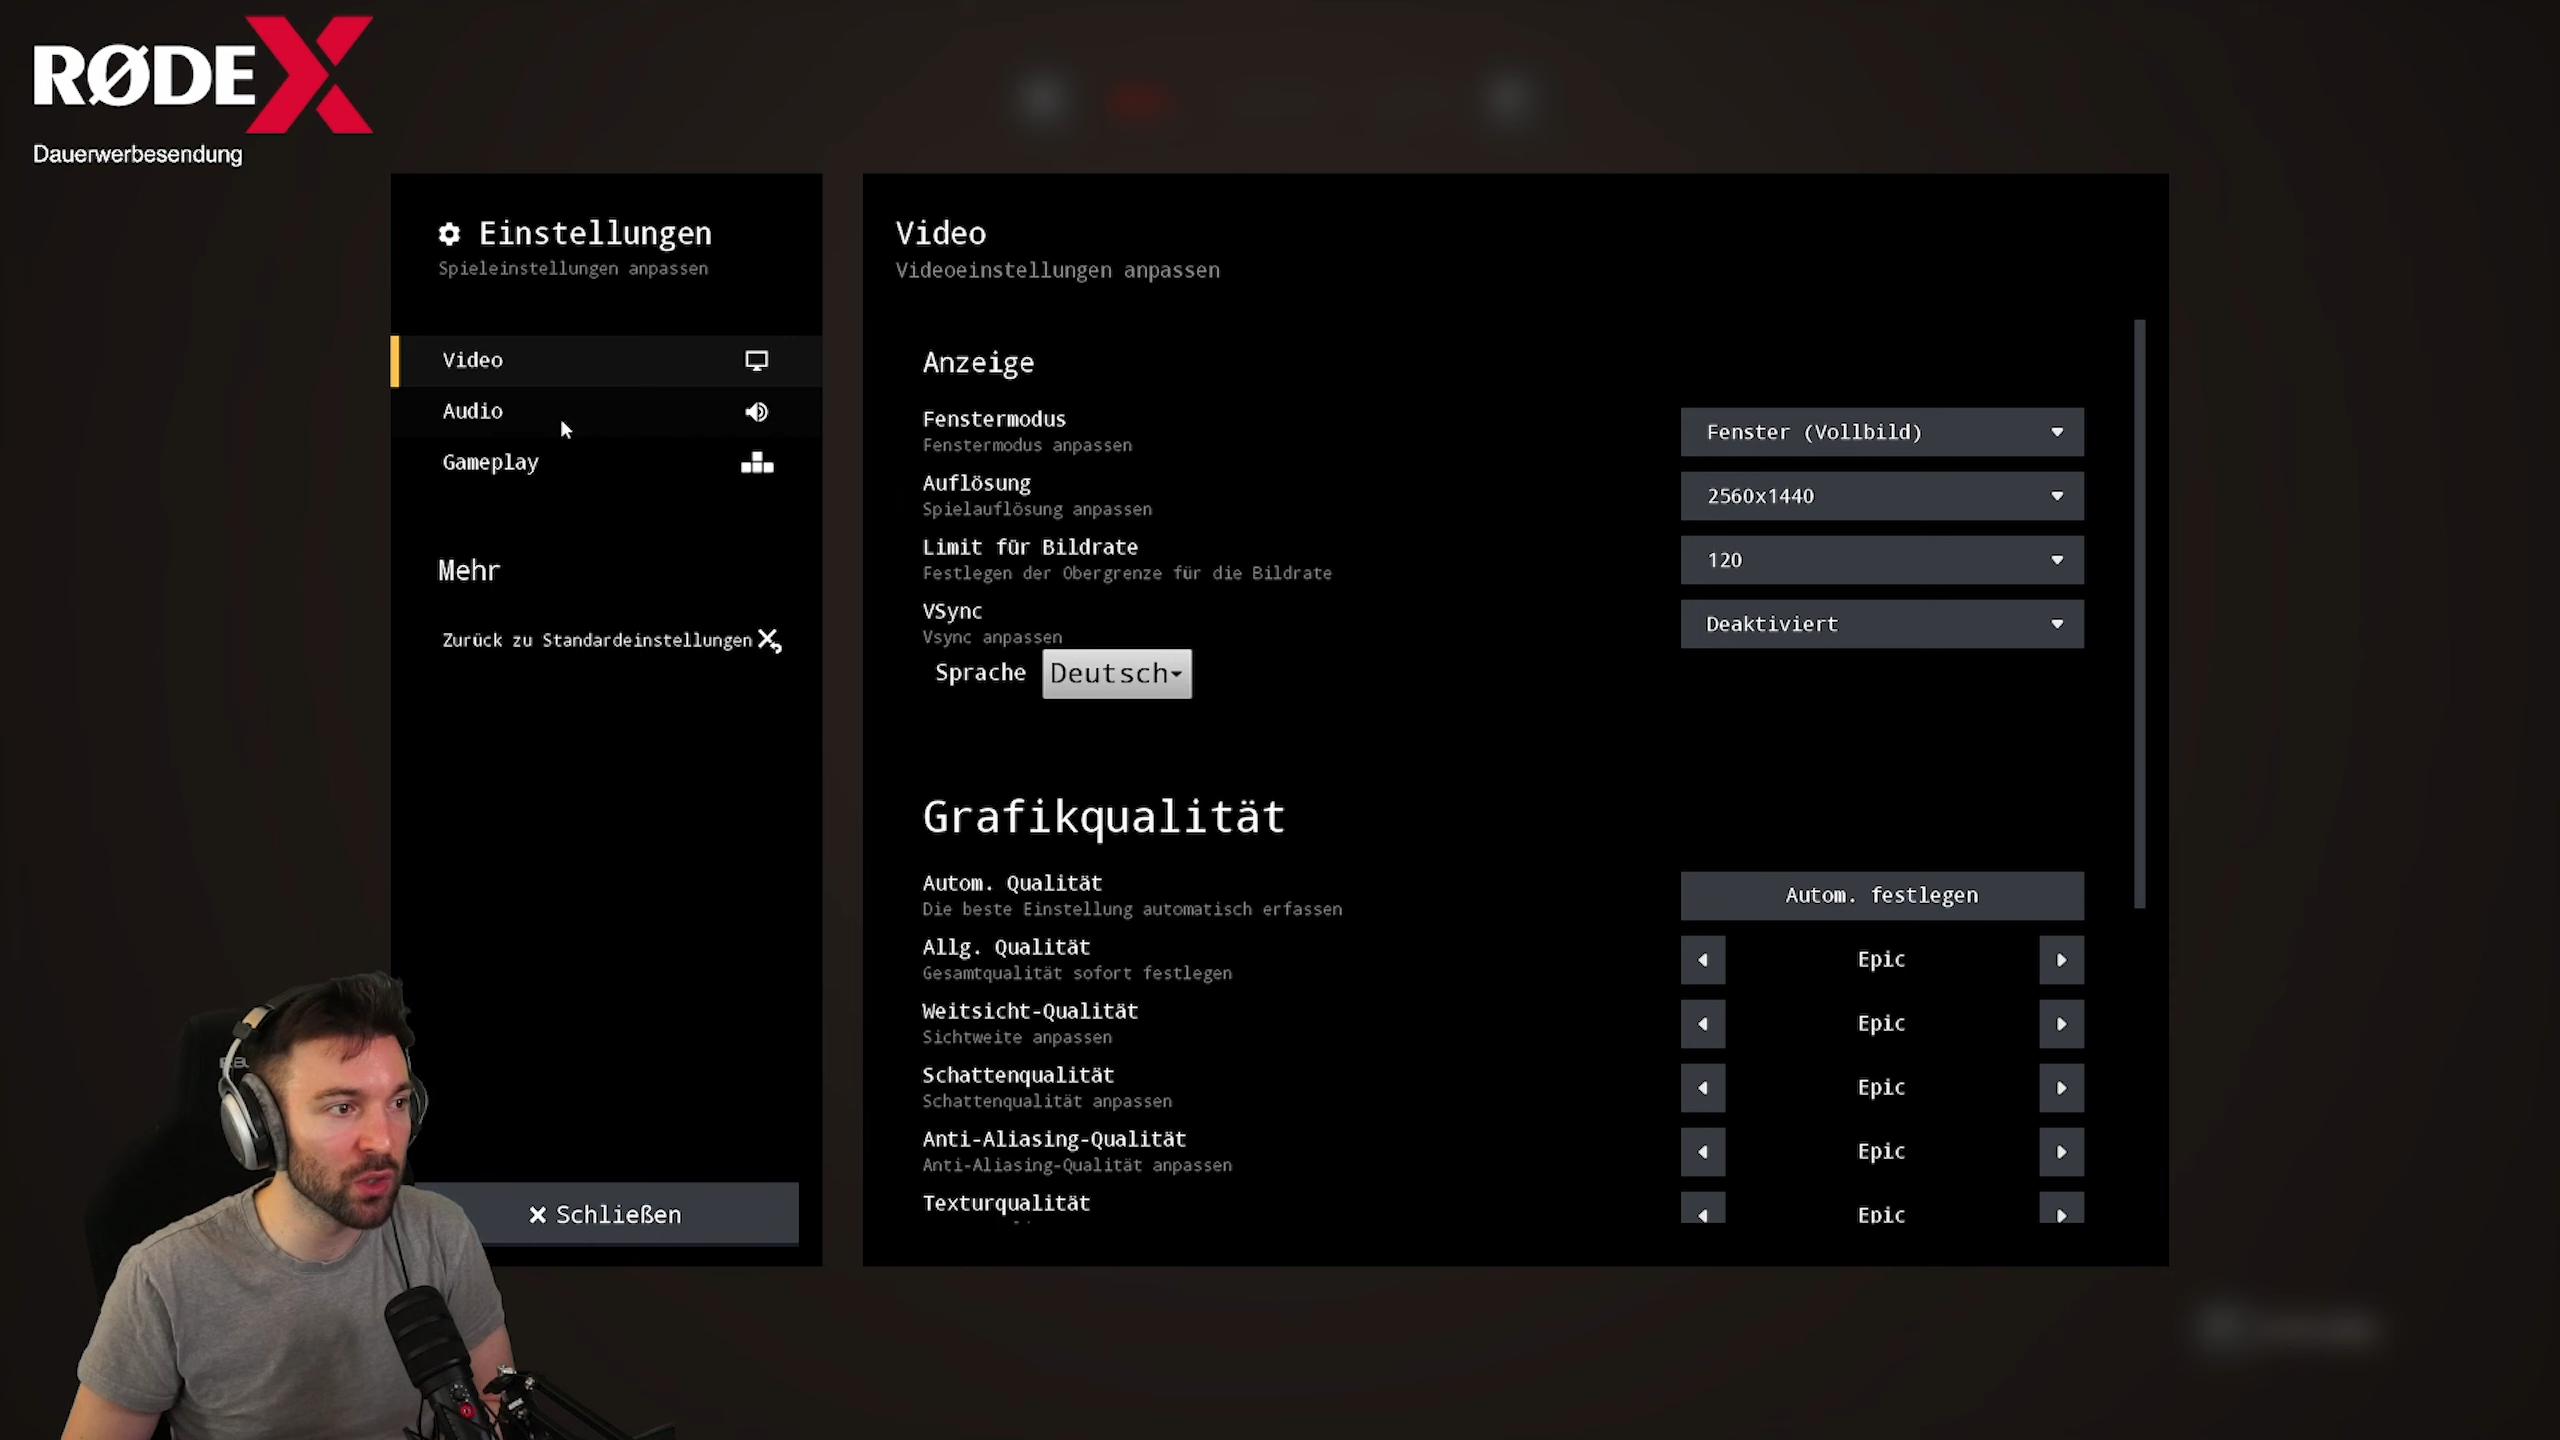 RØDEX
Dauerwerbesendung
Einstellungen
Spieleinstellungen anpassen
Video
Audio
Gameplay
Mehr
Zurück zu Standardeinstellungen
Schließen
Video
Videoeinstellungen anpassen
Anzeige
Fenstermodus
Fenstermodus anpassen
Fenster (Vollbild)
Auflösung
Spielauflösung anpassen
2560x1440
Limit für Bildrate
Festlegen der Obergrenze für die Bildrate
120
VSync
Vsync anpassen
Deaktiviert
Sprache Deutsch
Grafikqualität
Autom. Qualität
Die beste Einstellung automatisch erfassen
Autom. festlegen
Allg. Qualität
Gesamtqualität sofort festlegen
Epic
Weitsicht-Qualität
Sichtweite anpassen
Epic
Schattenqualität
Schattenqualität anpassen
Epic
Anti-Aliasing-Qualität
Anti-Aliasing-Qualität anpassen
Epic
Texturqualität
Epic